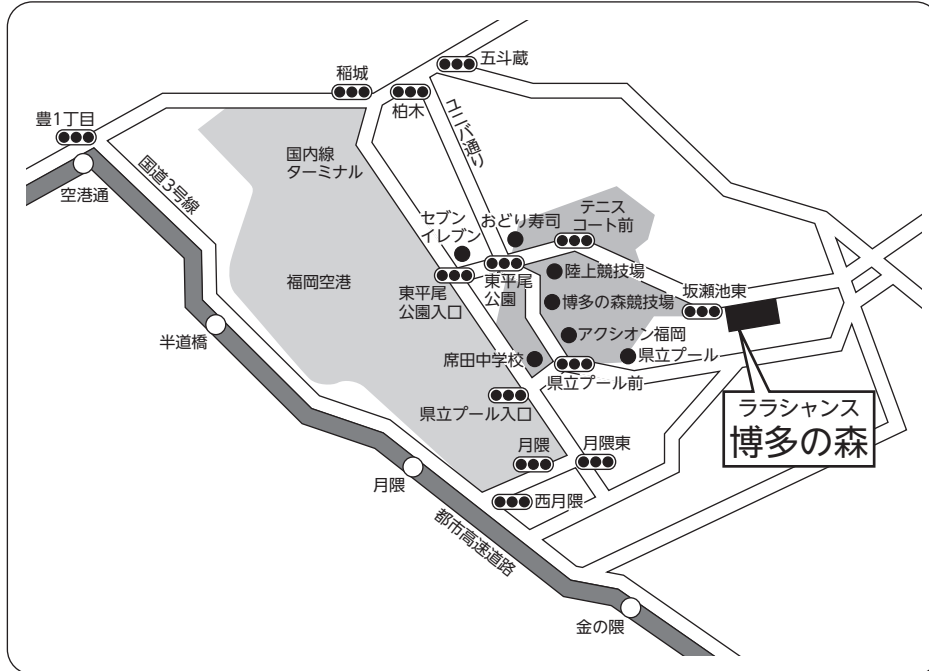 五斗蔵
稲城
柏木
豊1丁目
ユニバ通り
国内線
ターミナル
空港通
国道3号線
セブン
イレブン
おどり寿司
テニス
コート前
東平尾
公園
陸上競技場
福岡空港
東平尾
公園入口
博多の森競技場
坂瀬池東
半道橋
アクシオン福岡
席田中学校
県立プール
県立プール前
県立プール入口
ララシャンス
博多の森
月隈
月隈東
月隈
西月隈
都市高速道路
金の隈